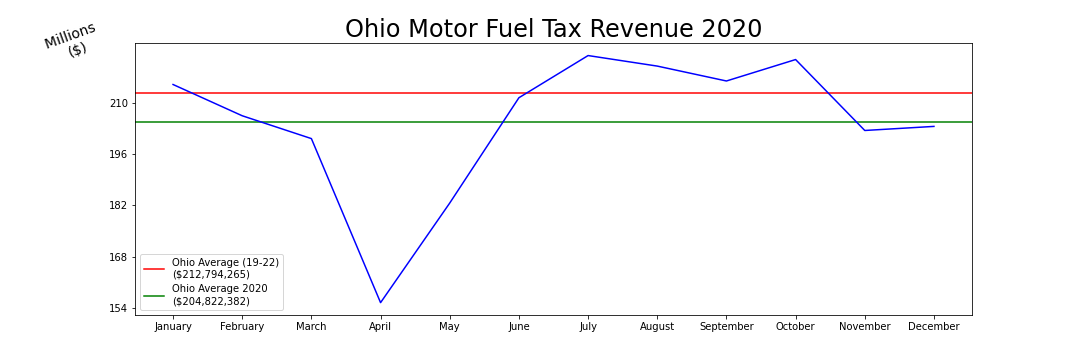 Millions
($)
Ohio Motor Fuel Tax Revenue 2020
210
196
182
168
154
Ohio Average (19-22)
($212,794,265)
Ohio Average 2020
($204,822,382)
January February March April May June July August September October November December